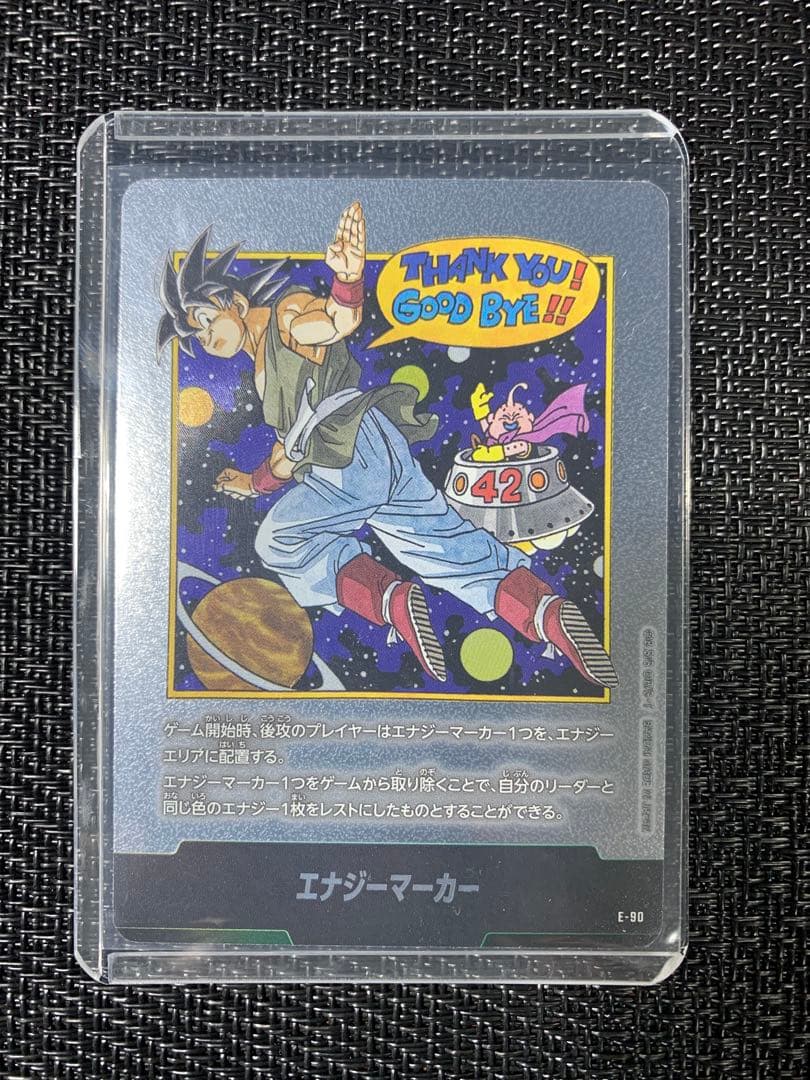 THANK YOU!
GOOD BYE!!
42
ゲーム開始時、後攻のプレイヤーはエナジーマーカー1つを、エナジー
エリアに配置する。
エナジーマーカー1つをゲームから取り除くことで、自分のリーダーと
同じ色のエナジー1枚をレストにしたものとすることができる。
エナジーマーカー
E-90